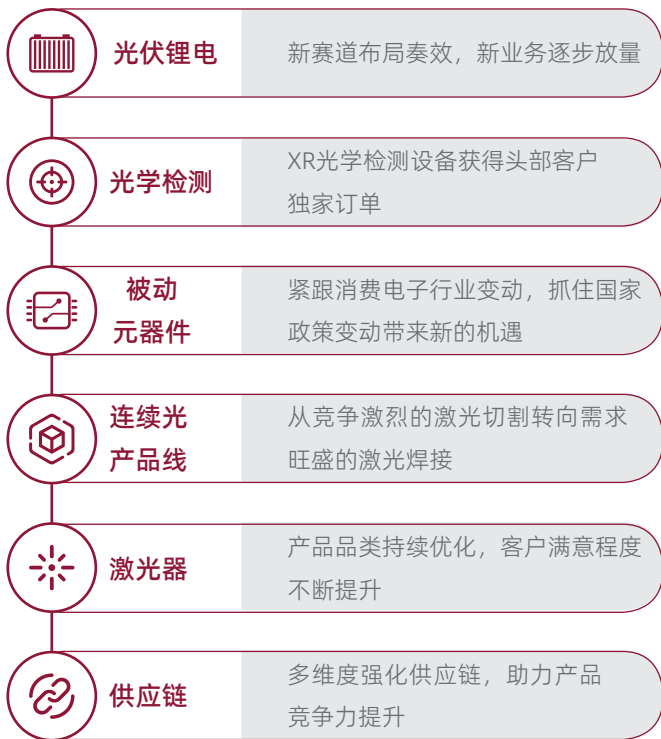 光伏锂电
新赛道布局奏效，新业务逐步放量
光学检测
XR光学检测设备获得头部客户
独家订单
被动
元器件
紧跟消费电子行业变动，抓住国家
政策变动带来新的机遇
连续光
产品线
从竞争激烈的激光切割转向需求
旺盛的激光焊接
激光器
产品品类持续优化，客户满意程度
不断提升
供应链
多维度强化供应链，助力产品
竞争力提升